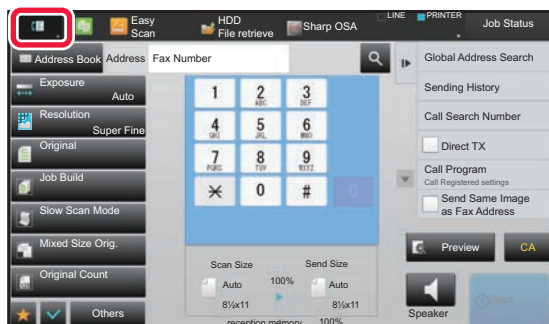 Easy
Scan
HDD
File retrieve
Sharp OSA
LINE
PRINTER
Job Status
Address Book
Address
Fax Number
Global Address Search
Exposure
Auto
Sending History
Resolution
Super Fine
Call Search Number
Original
Direct TX
Job Build
Call Program
Call Registered settings
Slow Scan Mode
Send Same Image
as Fax Address
Mixed Size Orig.
Preview
CA
Original Count
Others
1
2
ABC
3
DEF
4
GHI
5
JKL
6
MNO
7
PQRS
8
TUV
9
WXYZ
0
#
C
Scan Size
Send Size
Auto
100%
Auto
8½x11
8½x11
reception memory 100%
Speaker
Start